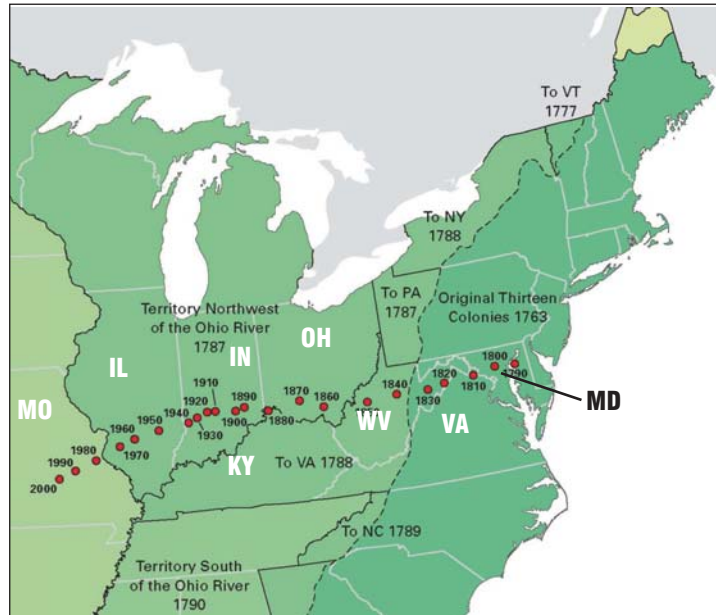 To VT
1777
To NY
1788
To PA
1787
Original Thirteen
Colonies 1763
Territory Northwest
of the Ohio River
1787
OH
IN
IL
MO
WV
VA
MD
KY
1800
1790
1820
1810
1840
1830
1870
1860
1910
1890
1920
1900
1880
1940
1930
1950
1960
1970
1980
1990
2000
To VA 1788
To NC 1789
Territory South
of the Ohio River
1790